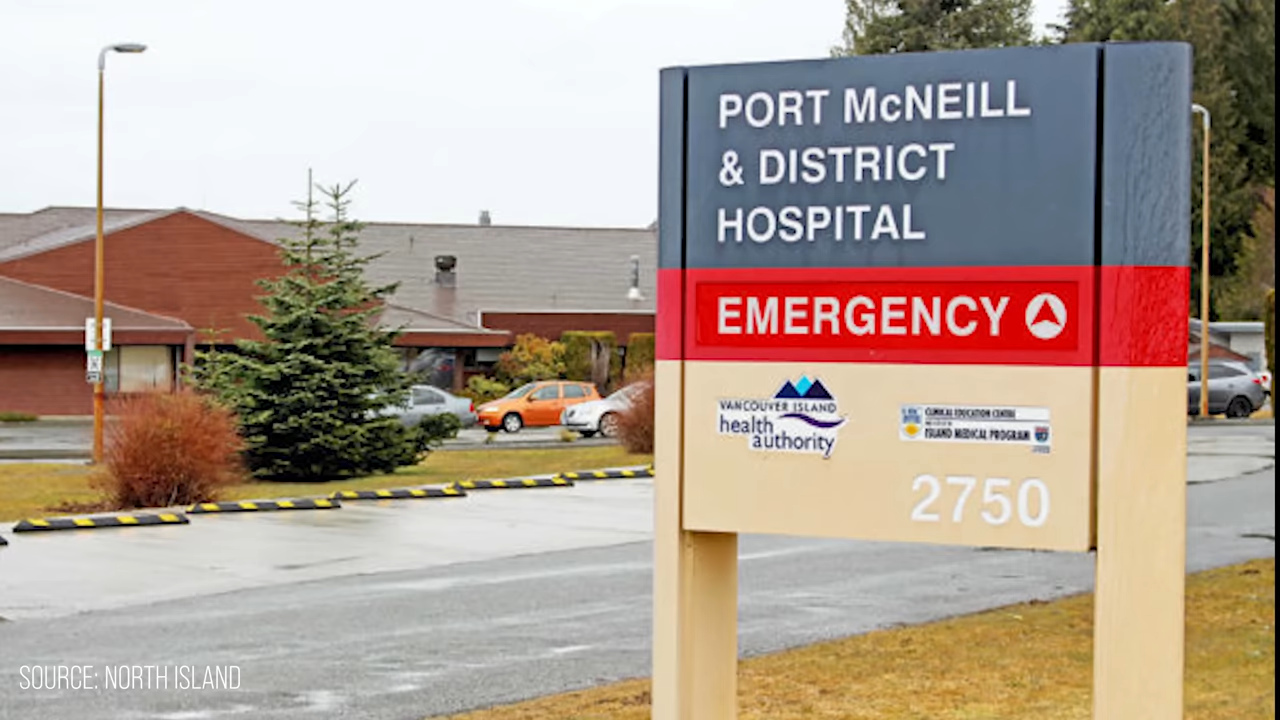 PORT McNEILL
& DISTRICT
HOSPITAL
EMERGENCY
VANCOUVER ISLAND
health
authority
CLINICAL EDUCATION CENTRE
ISLAND MEDICAL PROGRAM
2750
SOURCE: NORTH ISLAND